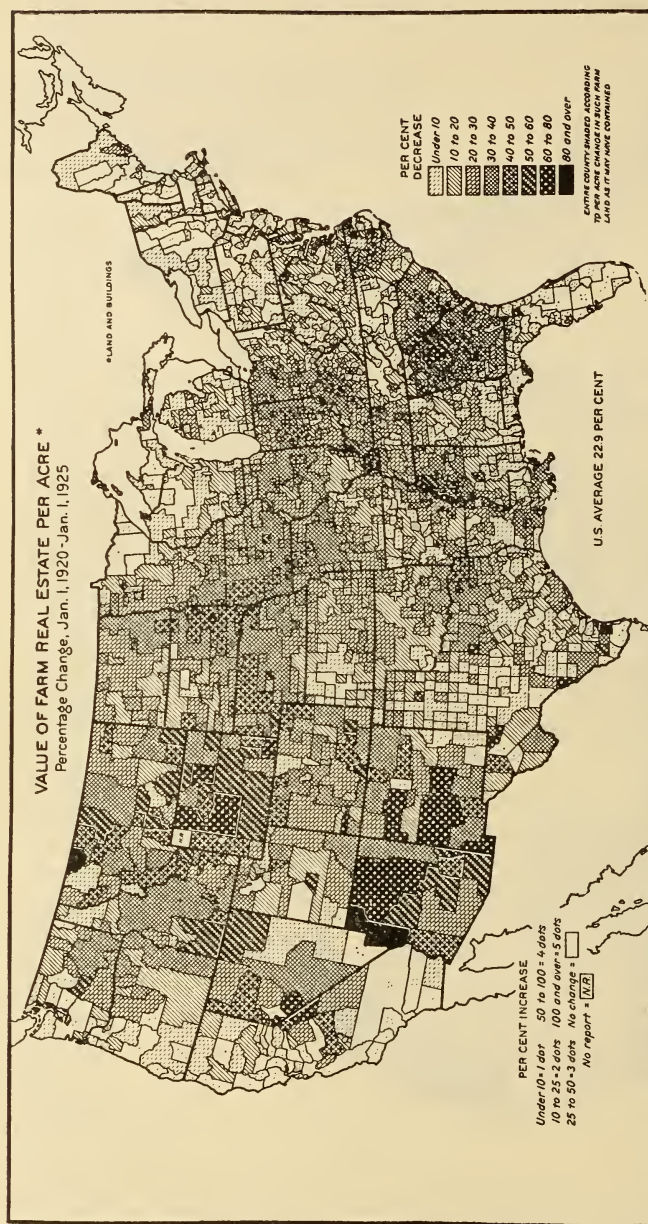 VALUE OF FARM REAL ESTATE PER ACRE *
Percentage Change, Jan. 1, 1920 - Jan. 1, 1925
*LAND AND BUILDINGS
N.R.
PER CENT
DECREASE
Under 10
10 to 20
20 to 30
30 to 40
40 to 50
50 to 60
60 to 80
80 and over
ENTIRE COUNTY SHADED ACCORDING
TO PER ACRE CHANGE IN SUCH FARM
LAND AS IT MAY HAVE CONTAINED
U.S. AVERAGE 22.9 PER CENT
PER CENT INCREASE
Under 10 = 1 dot 50 to 100 = 4 dots
10 to 25 = 2 dots 100 and over = 5 dots
25 to 50 = 3 dots No change =
No report = N.R.